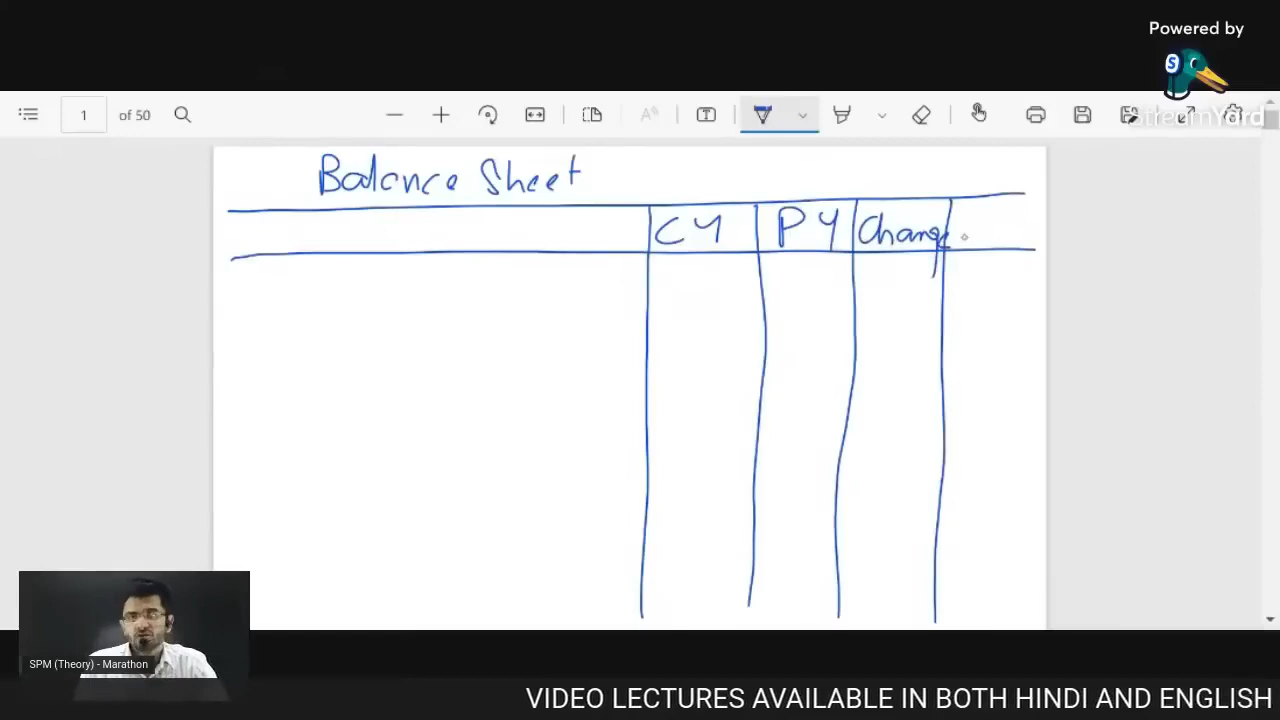 Powered by
S
StreamYard
1 of 50
Balance Sheet
CY PY Change
SPM (Theory) - Marathon
VIDEO LECTURES AVAILABLE IN BOTH HINDI AND ENGLISH